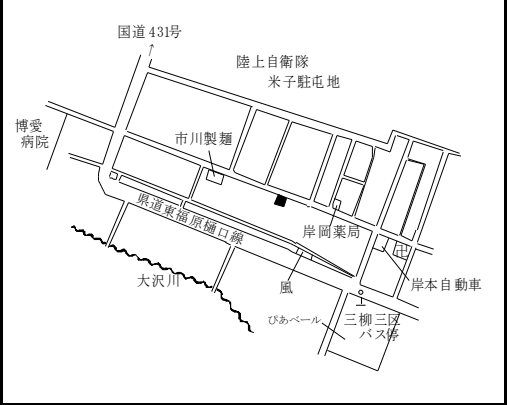 国道431号
陸上自衛隊
米子駐屯地
博愛
病院
市川製麺
県道東福原樋口線
岸岡薬局
大沢川
風
岸本自動車
ぴあベール
三柳三区
バス停